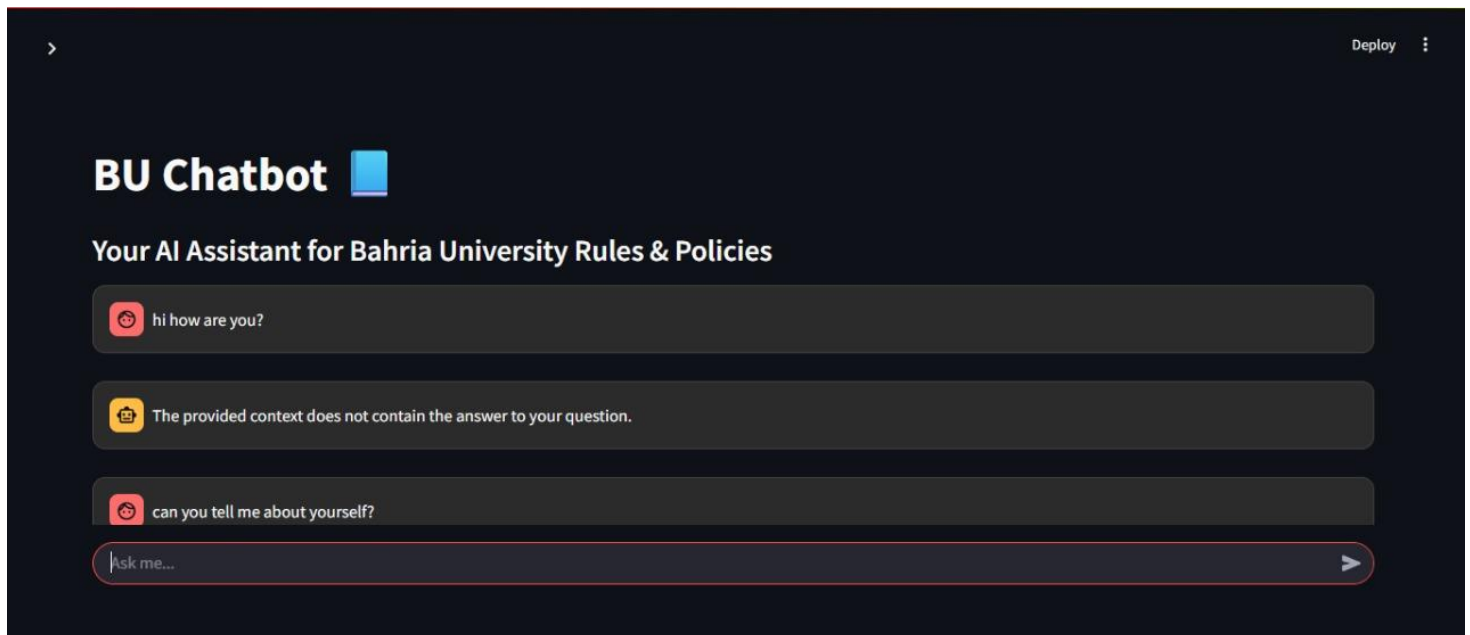 Deploy
BU Chatbot
Your AI Assistant for Bahria University Rules & Policies
hi how are you?
The provided context does not contain the answer to your question.
can you tell me about yourself?
Ask me...